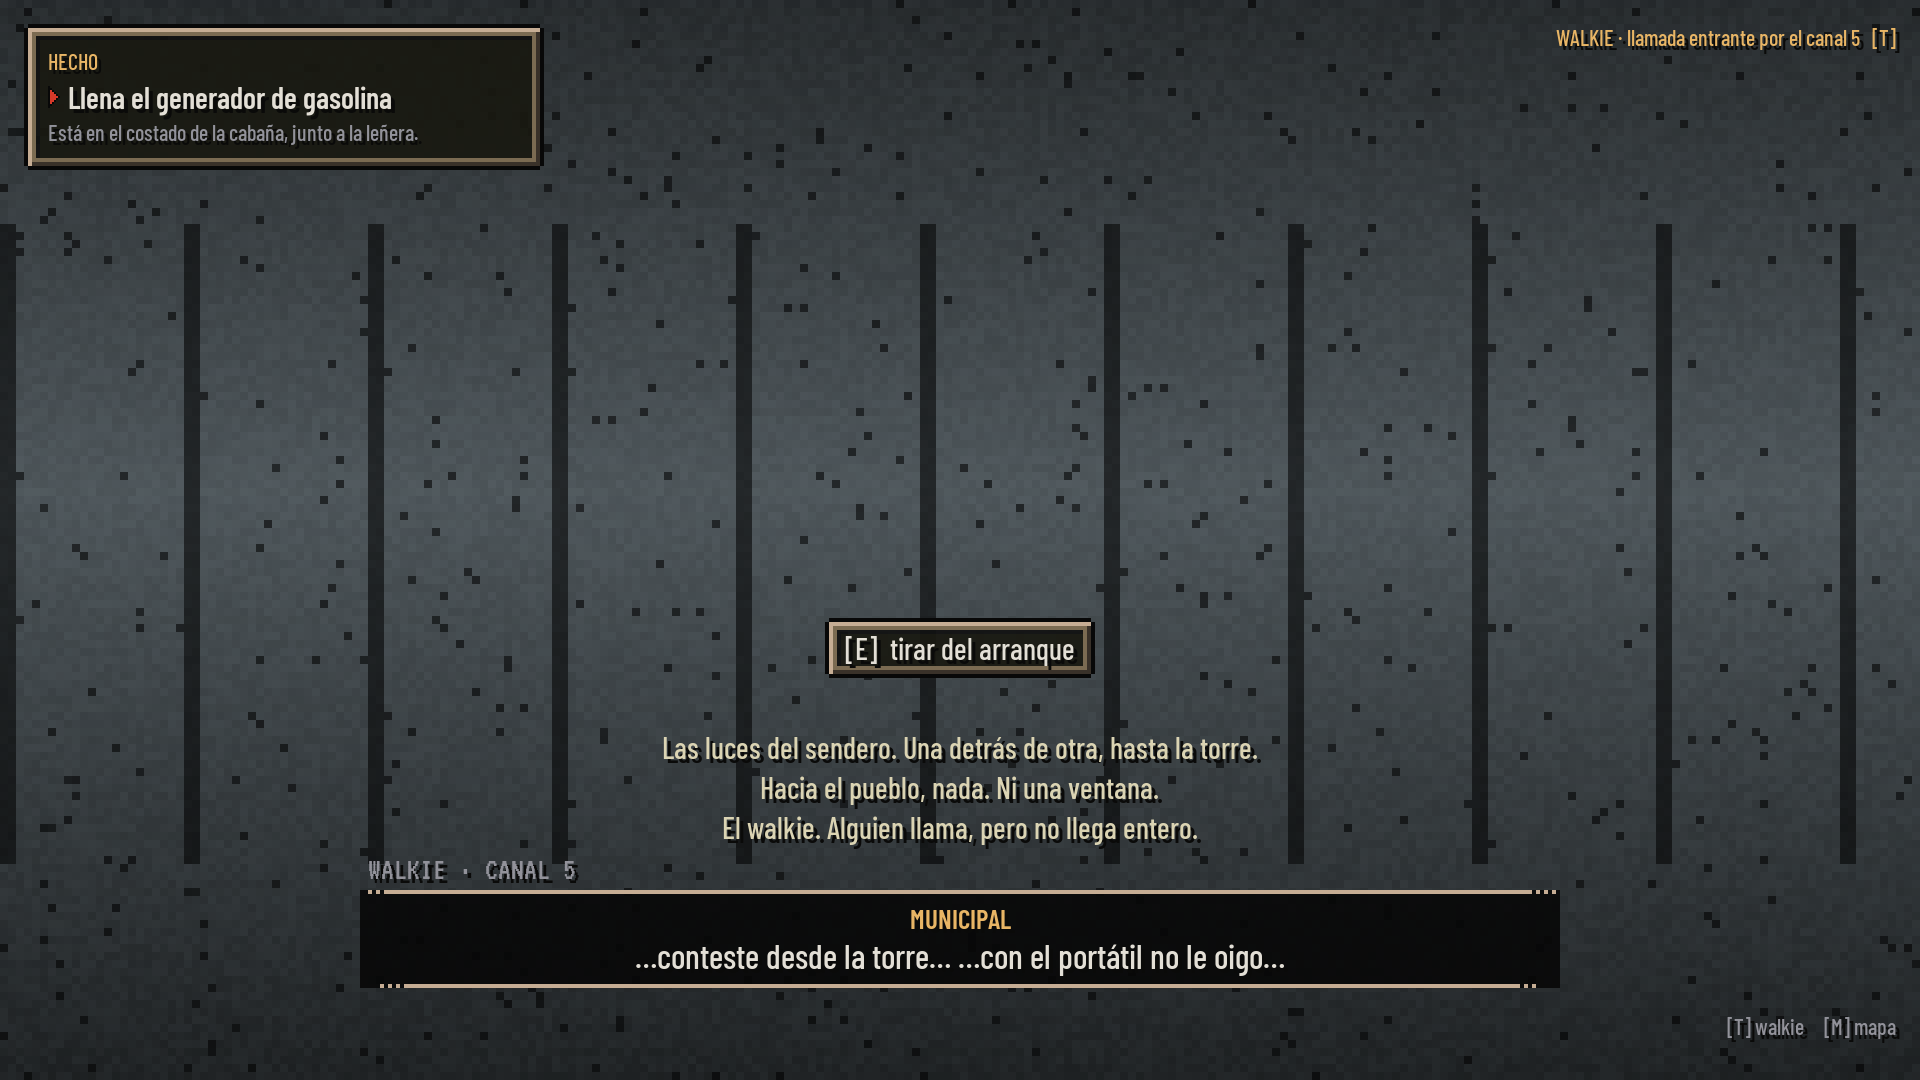 HECHO
Llena el generador de gasolina
Está en el costado de la cabaña, junto a la leñera.
WALKIE · llamada entrante por el canal 5 [T]
[E] tirar del arranque
Las luces del sendero. Una detrás de otra, hasta la torre.
Hacia el pueblo, nada. Ni una ventana.
El walkie. Alguien llama, pero no llega entero.
WALKIE · CANAL 5
MUNICIPAL
...conteste desde la torre... ...con el portátil no le oigo...
[T]walkie [M]mapa